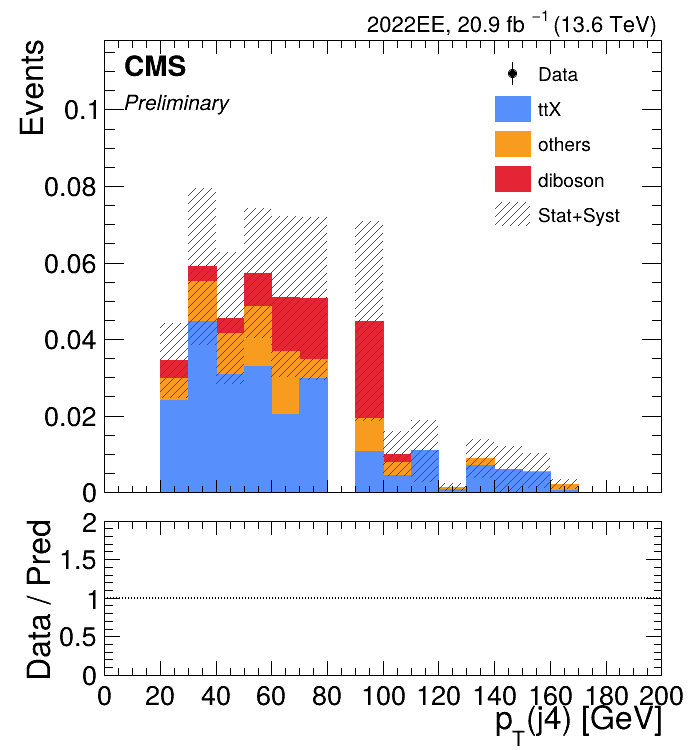 2022EE, 20.9 fb⁻¹ (13.6 TeV)
CMS
Preliminary
Data
ttX
others
diboson
Stat+Syst
Events
0.1
0.08
0.06
0.04
0.02
0
Data / Pred
2
1.5
1
0.5
0
0 20 40 60 80 100 120 140 160 180 200
p_T(j4) [GeV]